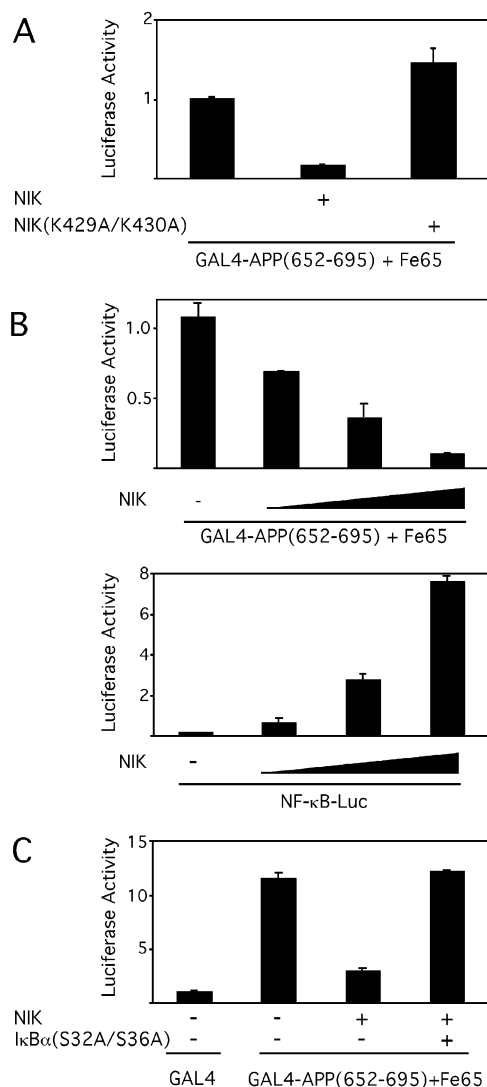 A
Luciferase Activity
2
1
NIK +
NIK(K429A/K430A) +
GAL4-APP(652-695) + Fe65
B
Luciferase Activity
1.0
0.5
NIK -
GAL4-APP(652-695) + Fe65
Luciferase Activity
8
6
4
2
NIK -
NF-κB-Luc
C
Luciferase Activity
15
10
5
NIK - - + +
IκBα(S32A/S36A) - - - +
GAL4 GAL4-APP(652-695)+Fe65